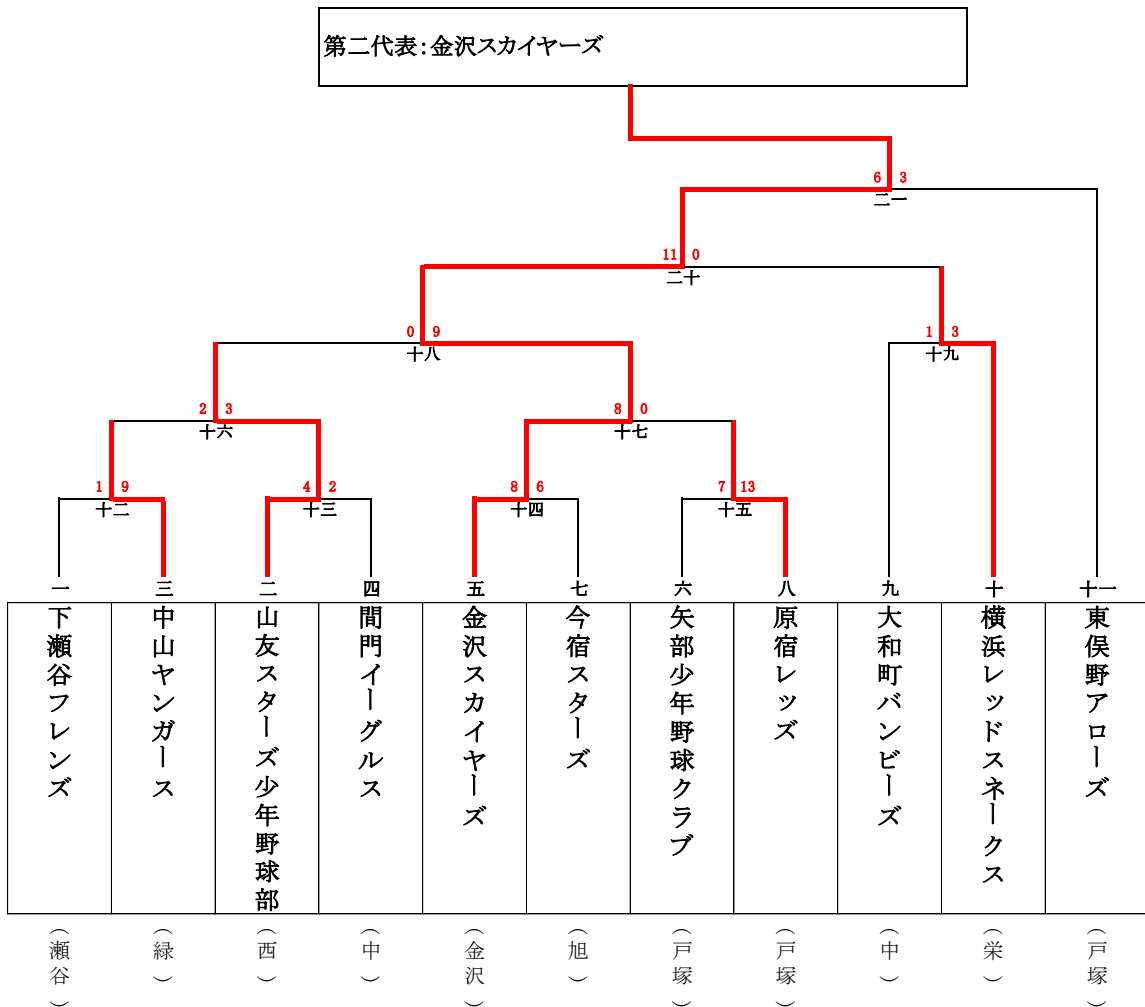 第二代表：金沢スカイヤーズ
6 3
二一
11 0
二十
0 9
十八
1 3
十九
2 3
十六
8 0
十七
1 9
十二
4 2
十三
8 6
十四
7 13
十五
一
三
二
四
五
七
六
八
九
十
十一
下瀬谷フレンズ
中山ヤンガース
山友スターズ少年野球部
間門イーグルス
金沢スカイヤーズ
今宿スターズ
矢部少年野球クラブ
原宿レッズ
大和町バンビーズ
横浜レッドスネークス
東俣野アローズ
（瀬谷）
（緑）
（西）
（中）
（金沢）
（旭）
（戸塚）
（戸塚）
（中）
（栄）
（戸塚）